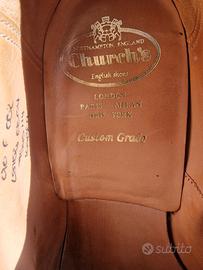 NORTHAMPTON, ENGLAND
Church's
English shoes
LONDON
PARIS MILAN
NEW YORK
Custom Grade
subito